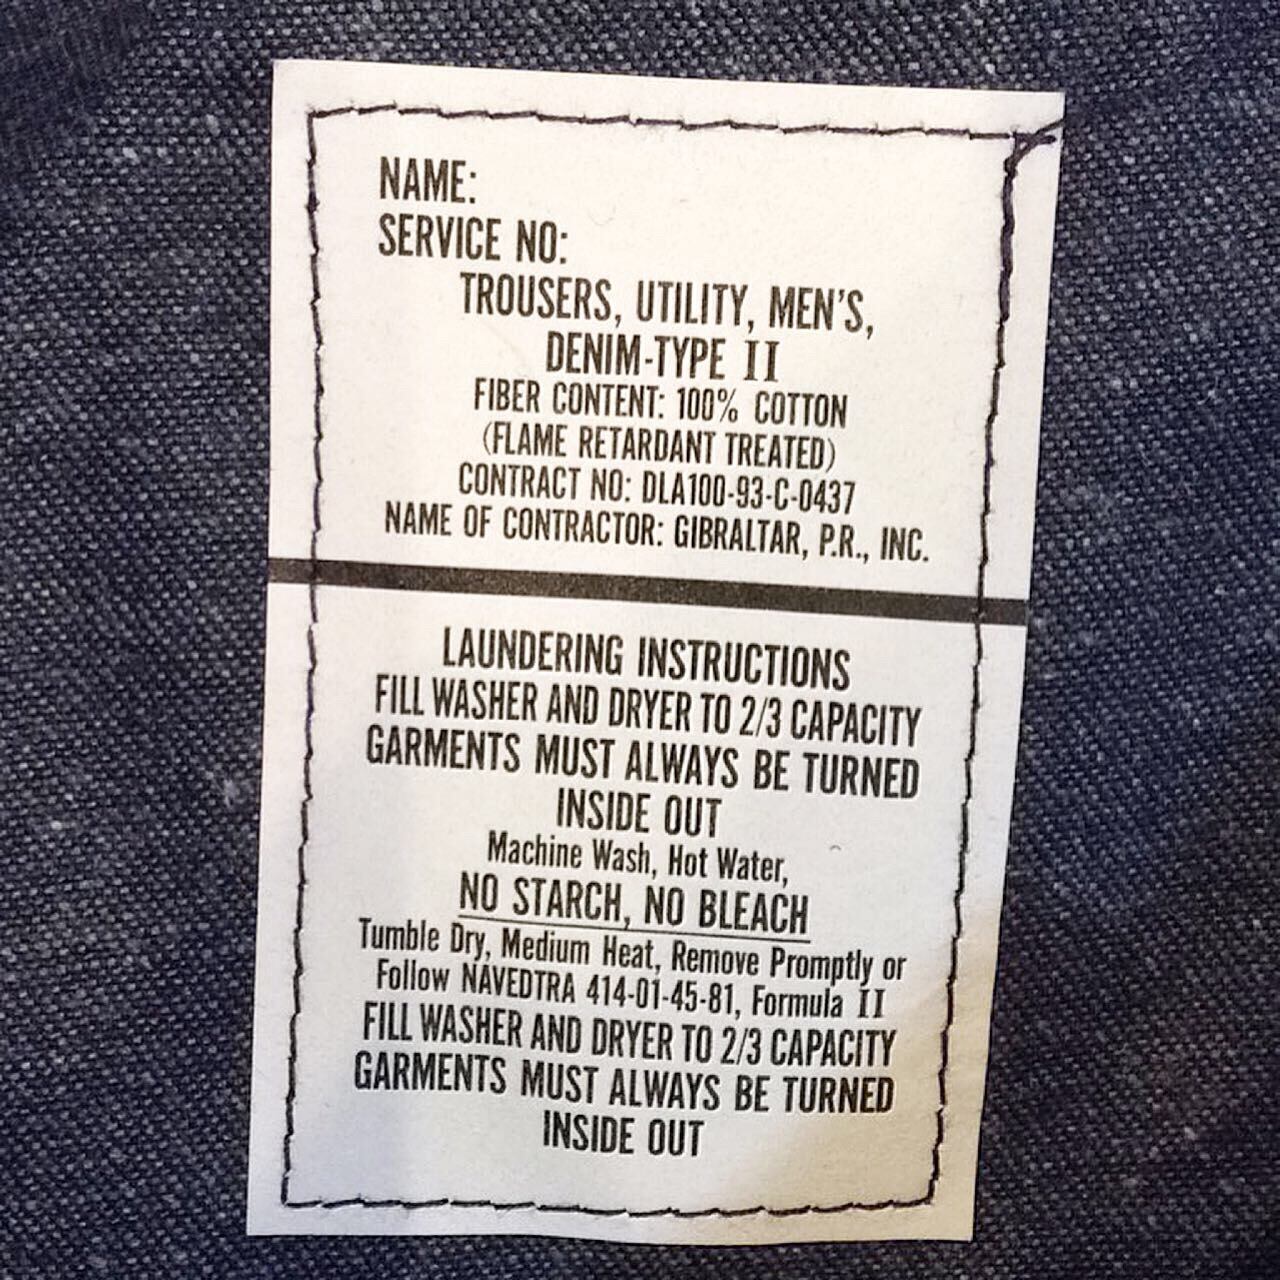 NAME:
SERVICE NO:
TROUSERS, UTILITY, MEN'S,
DENIM-TYPE II
FIBER CONTENT: 100% COTTON
(FLAME RETARDANT TREATED)
CONTRACT NO: DLA100-93-C-0437
NAME OF CONTRACTOR: GIBRALTAR, P.R., INC.
LAUNDERING INSTRUCTIONS
FILL WASHER AND DRYER TO 2/3 CAPACITY
GARMENTS MUST ALWAYS BE TURNED
INSIDE OUT
Machine Wash, Hot Water,
NO STARCH, NO BLEACH
Tumble Dry, Medium Heat, Remove Promptly or
Follow NAVEDTRA 414-01-45-81, Formula II
FILL WASHER AND DRYER TO 2/3 CAPACITY
GARMENTS MUST ALWAYS BE TURNED
INSIDE OUT